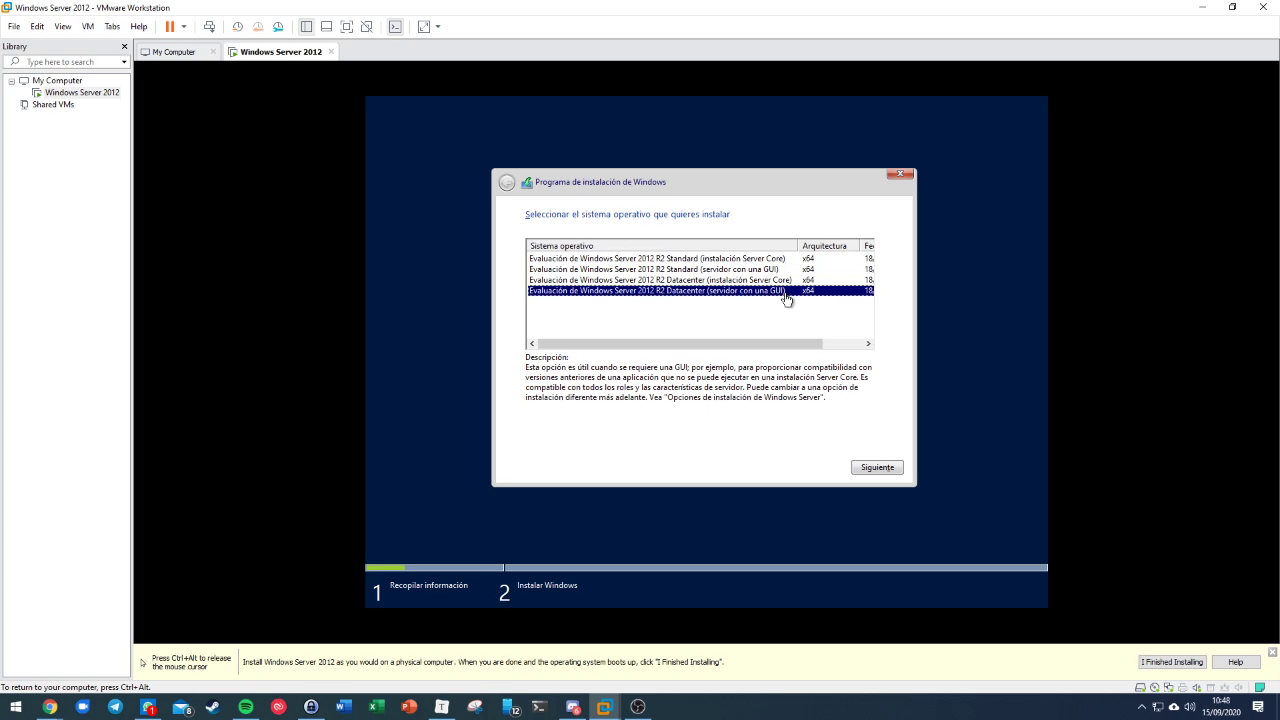 Windows Server 2012 - VMware Workstation
File Edit View VM Tabs Help
Library
Type here to search
My Computer
Windows Server 2012
Shared VMs
My Computer
Windows Server 2012
Programa de instalación de Windows
Seleccionar el sistema operativo que quieres instalar
Sistema operativo Arquitectura Fec
Evaluación de Windows Server 2012 R2 Standard (instalación Server Core) x64 18/
Evaluación de Windows Server 2012 R2 Standard (servidor con una GUI) x64 18/
Evaluación de Windows Server 2012 R2 Datacenter (instalación Server Core) x64 18/
Evaluación de Windows Server 2012 R2 Datacenter (servidor con una GUI) x64 18/
Descripción:
Esta opción es útil cuando se requiere una GUI; por ejemplo, para proporcionar compatibilidad con
versiones anteriores de una aplicación que no se puede ejecutar en una instalación Server Core. Es
compatible con todos los roles y las características de servidor. Puede cambiar a una opción de
instalación diferente más adelante. Vea "Opciones de instalación de Windows Server".
Siguiente
1 Recopilar información
2 Instalar Windows
Press Ctrl+Alt to release
the mouse cursor
Install Windows Server 2012 as you would on a physical computer. When you are done and the operating system boots up, click "I Finished Installing".
I Finished Installing
Help
To return to your computer, press Ctrl+Alt.
10:48
15/09/2020